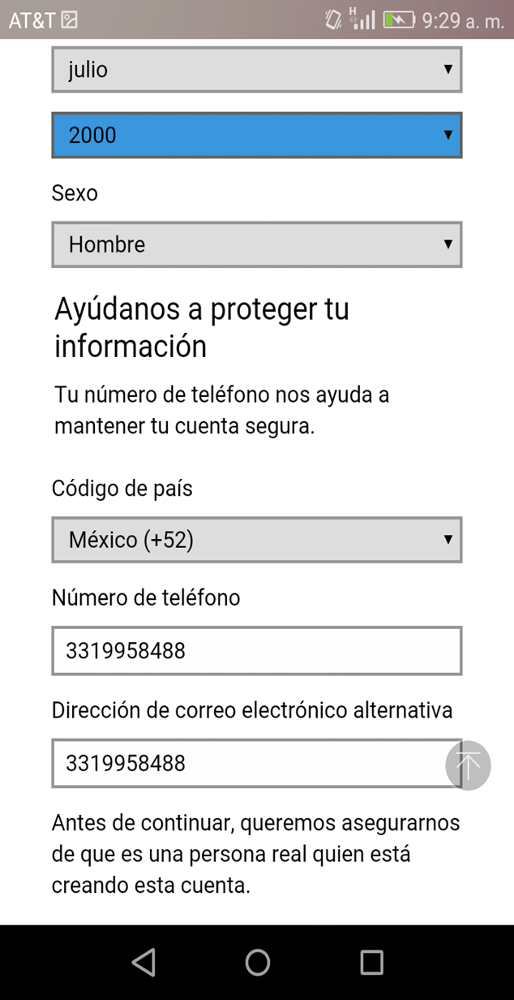 AT&T
H
9:29 a. m.
julio
2000
Sexo
Hombre
Ayúdanos a proteger tu
información
Tu número de teléfono nos ayuda a
mantener tu cuenta segura.
Código de país
México (+52)
Número de teléfono
3319958488
Dirección de correo electrónico alternativa
3319958488
Antes de continuar, queremos asegurarnos
de que es una persona real quien está
creando esta cuenta.